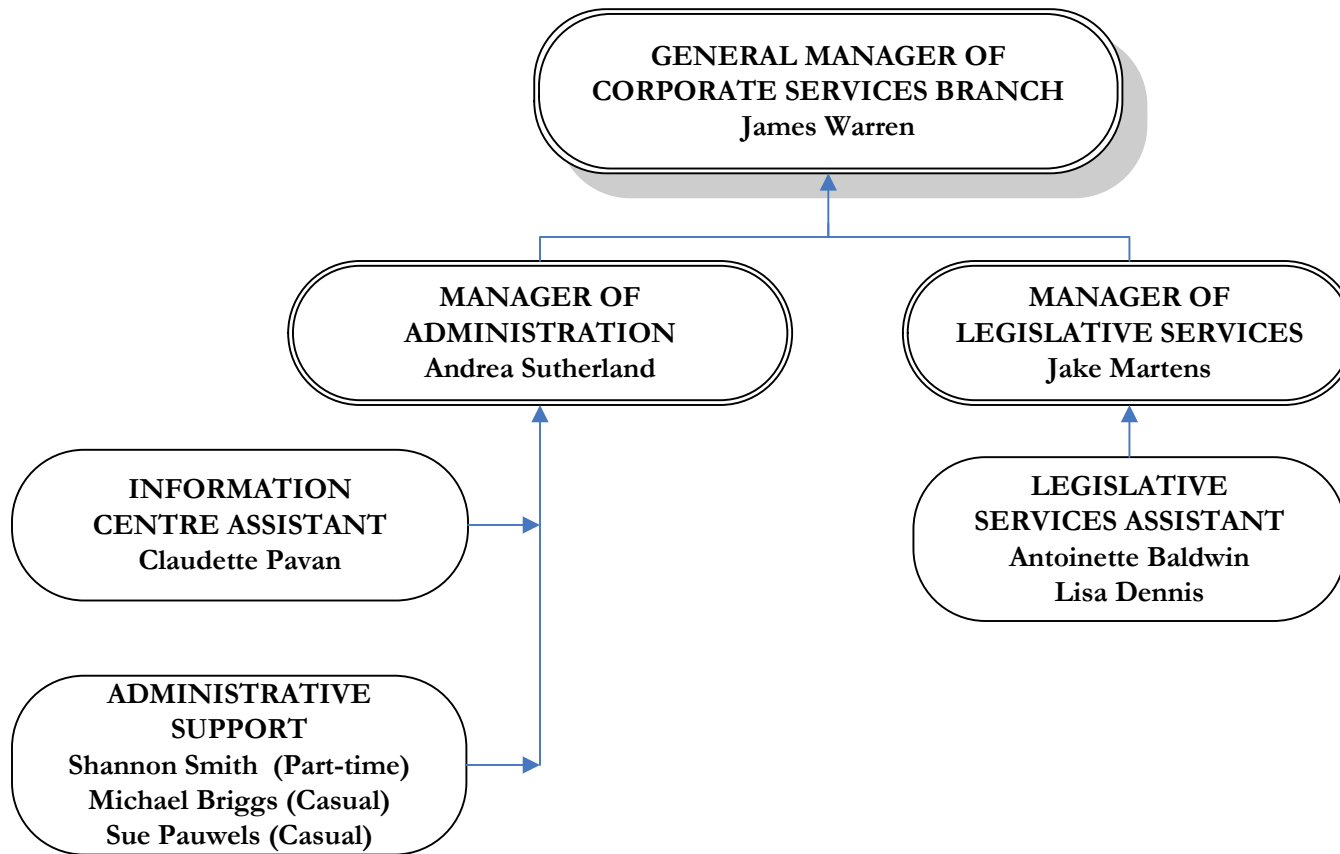 GENERAL MANAGER OF
CORPORATE SERVICES BRANCH
James Warren
MANAGER OF
ADMINISTRATION
Andrea Sutherland
MANAGER OF
LEGISLATIVE SERVICES
Jake Martens
INFORMATION
CENTRE ASSISTANT
Claudette Pavan
LEGISLATIVE
SERVICES ASSISTANT
Antoinette Baldwin
Lisa Dennis
ADMINISTRATIVE
SUPPORT
Shannon Smith (Part-time)
Michael Briggs (Casual)
Sue Pauwels (Casual)